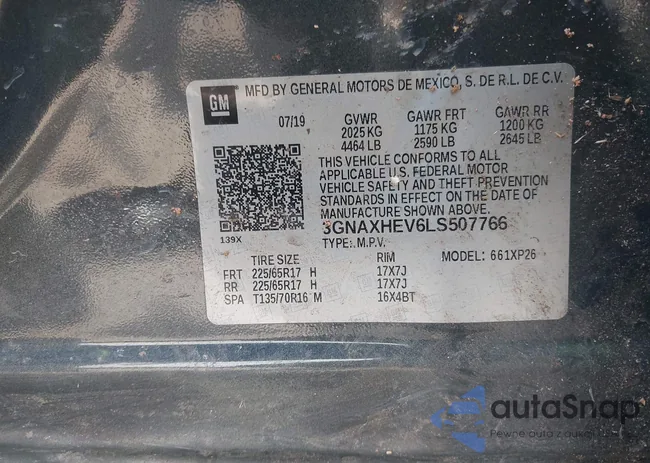 GM
MFD BY GENERAL MOTORS DE MEXICO, S. DE R.L. DE C.V.
07/19 GVWR GAWR FRT GAWR RR
2025 KG 1175 KG 1200 KG
4464 LB 2590 LB 2645 LB
THIS VEHICLE CONFORMS TO ALL
APPLICABLE U.S. FEDERAL MOTOR
VEHICLE SAFETY AND THEFT PREVENTION
STANDARDS IN EFFECT ON THE DATE OF
MANUFACTURE SHOWN ABOVE.
139X
3GNAXHEV6LS507766
TYPE: M.P.V.
TIRE SIZE RIM MODEL: 661XP26
FRT 225/65R17 H 17X7J
RR 225/65R17 H 17X7J
SPA T135/70R16 M 16X4BT
autaSnap
Pewne auto z aukcji